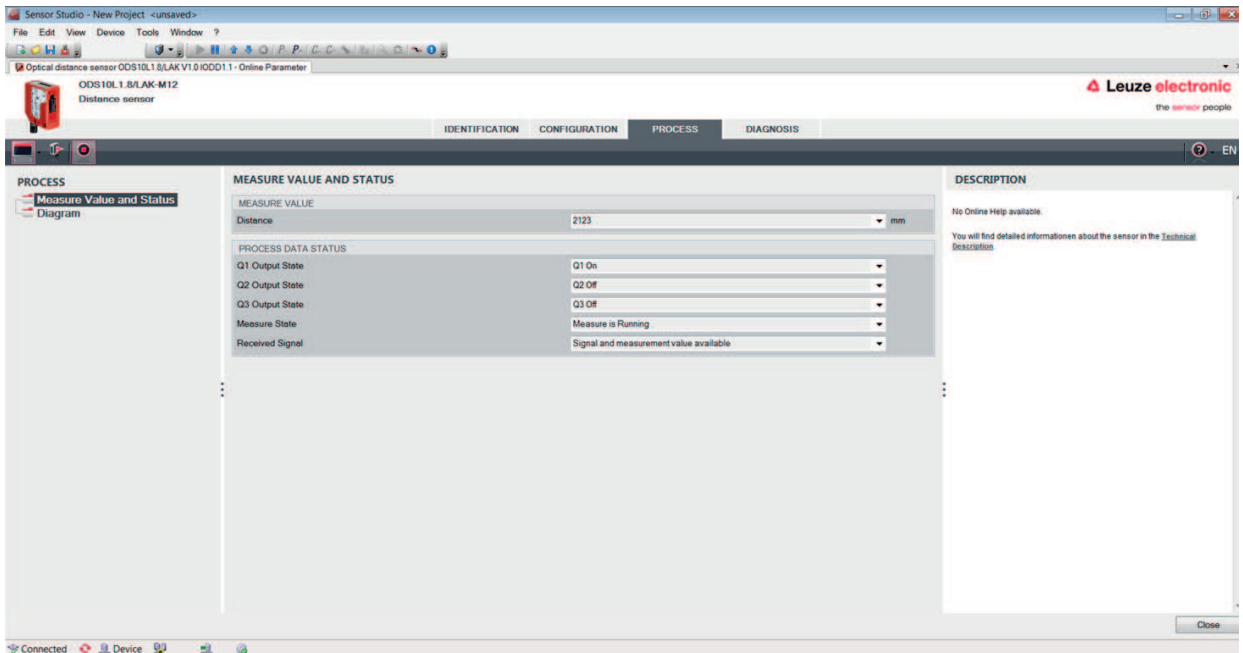 Sensor Studio - New Project <unsaved>
File Edit View Device Tools Window ?
Optical distance sensor ODS10L1.8/LAK V1.0 IODD1.1 - Online Parameter
ODS10L1.8/LAK-M12
Distance sensor
Leuze electronic
the sensor people
IDENTIFICATION CONFIGURATION PROCESS DIAGNOSIS
EN
PROCESS
Measure Value and Status
Diagram
MEASURE VALUE AND STATUS
MEASURE VALUE
Distance 2123 mm
PROCESS DATA STATUS
Q1 Output State Q1 On
Q2 Output State Q2 Off
Q3 Output State Q3 Off
Measure State Measure is Running
Received Signal Signal and measurement value available
DESCRIPTION
No Online Help available.
You will find detailed informationen about the sensor in the Technical
Description.
Close
Connected Device